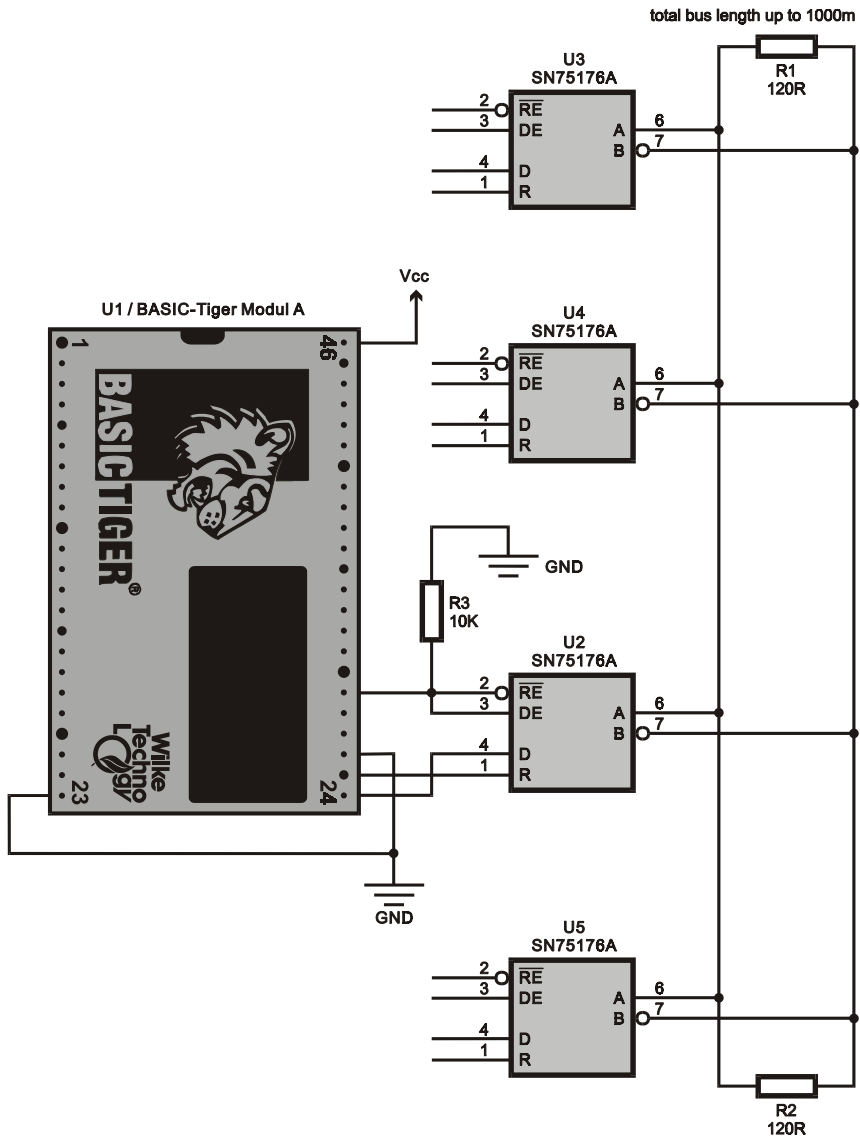 total bus length up to 1000m
R1
120R
U3
SN75176A
2
RE
3
DE
4
D
1
R
A
6
B
7
Vcc
U1 / BASIC-Tiger Modul A
1
46
BASIC TIGER®
Wilke
Techno
Logy
23
24
U4
SN75176A
2
RE
3
DE
4
D
1
R
A
6
B
7
GND
R3
10K
U2
SN75176A
2
RE
3
DE
4
D
1
R
A
6
B
7
GND
U5
SN75176A
2
RE
3
DE
4
D
1
R
A
6
B
7
R2
120R